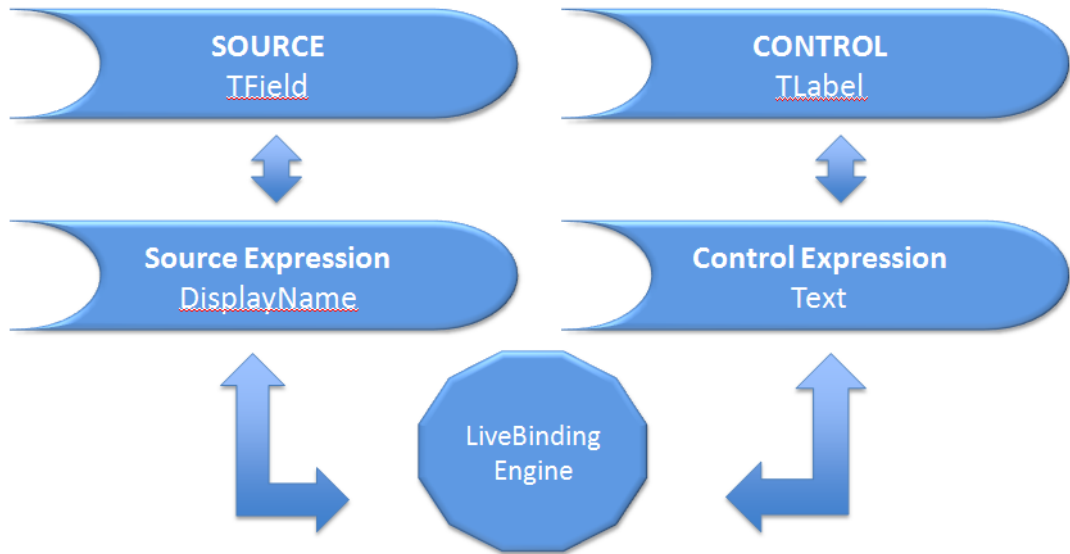 SOURCE
TField
CONTROL
TLabel
Source Expression
DisplayName
Control Expression
Text
LiveBinding
Engine